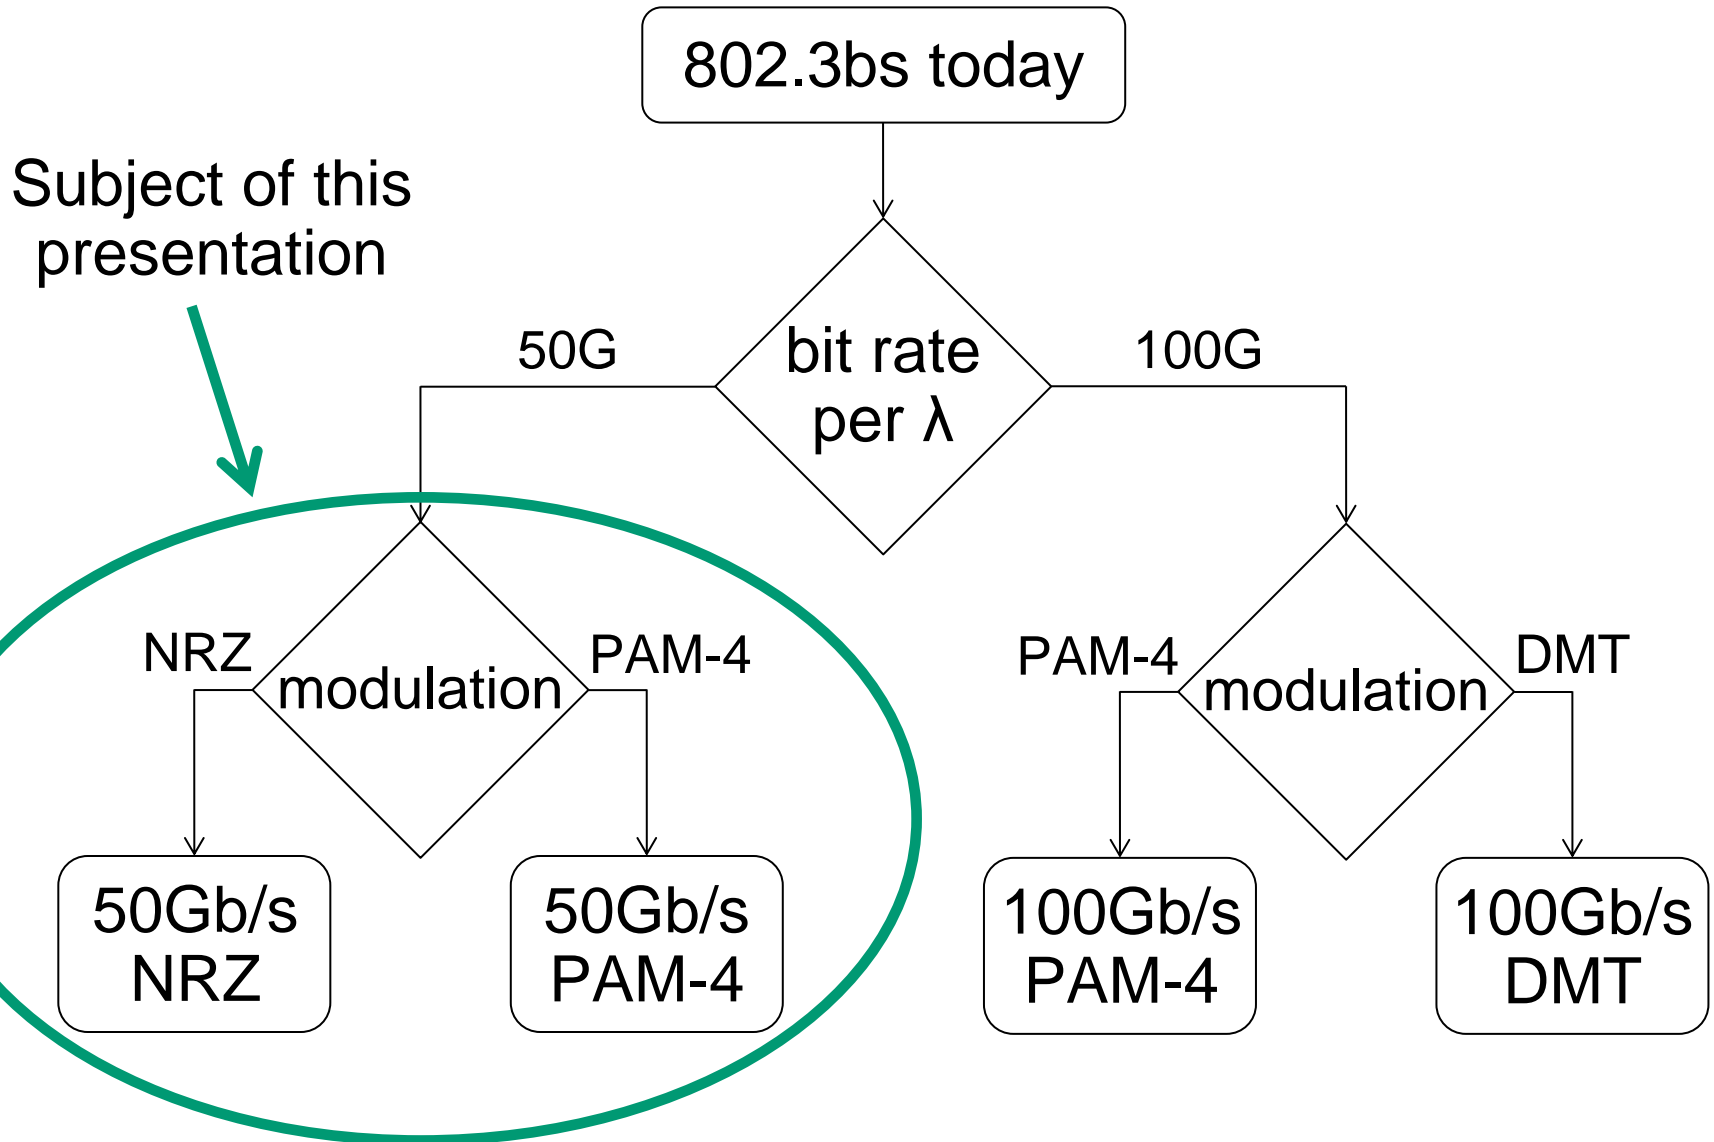 802.3bs today
Subject of this
presentation
50G
bit rate
per λ
100G
NRZ
modulation
PAM-4
PAM-4
modulation
DMT
50Gb/s
NRZ
50Gb/s
PAM-4
100Gb/s
PAM-4
100Gb/s
DMT